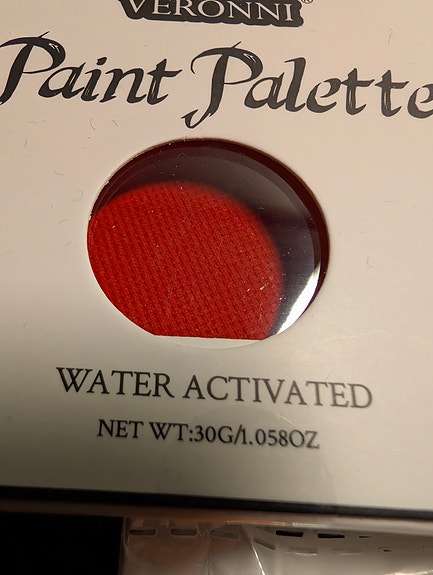 VERONNI®
Paint Palette
WATER ACTIVATED
NET WT:30G/1.058OZ